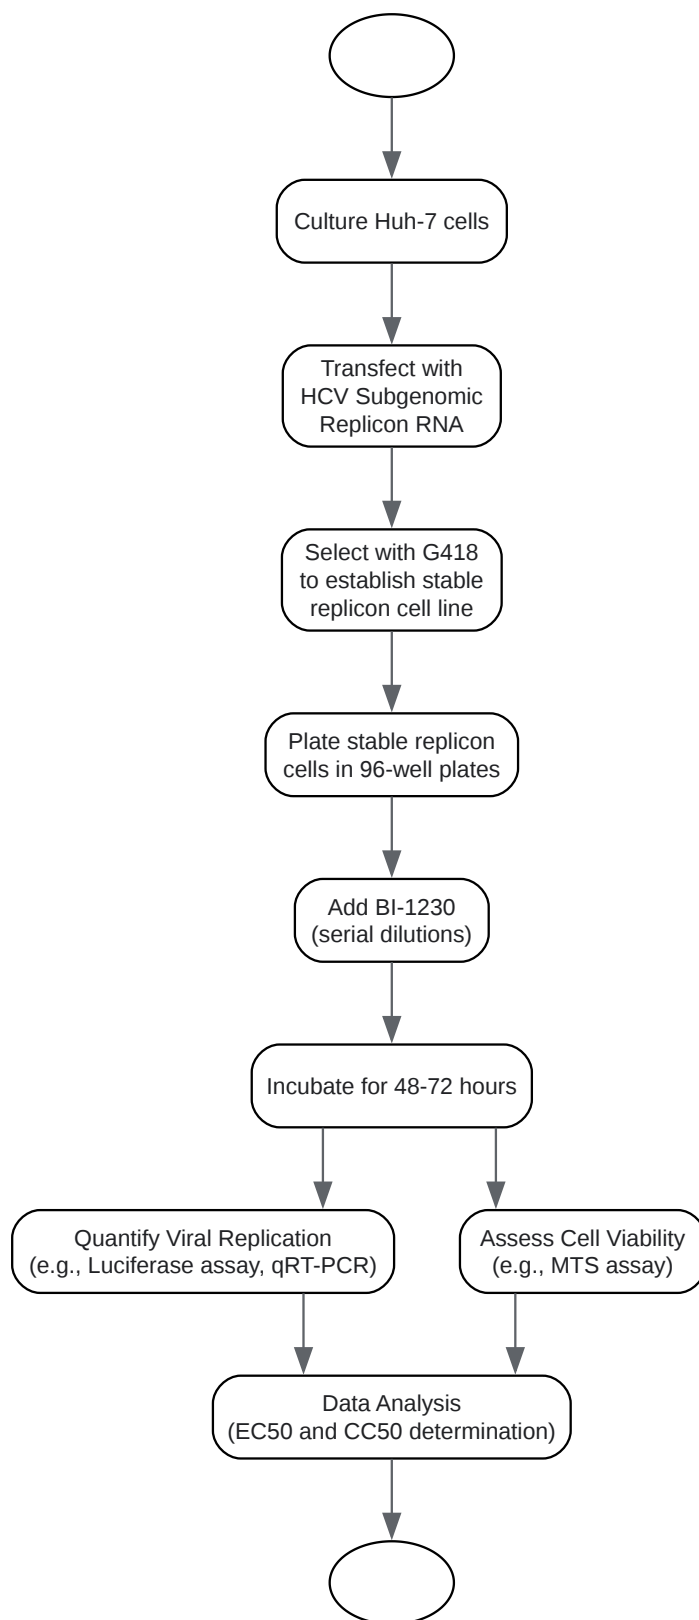 Culture Huh-7 cells
Transfect with
HCV Subgenomic
Replicon RNA
Select with G418
to establish stable
replicon cell line
Plate stable replicon
cells in 96-well plates
Add BI-1230
(serial dilutions)
Incubate for 48-72 hours
Quantify Viral Replication
(e.g., Luciferase assay, qRT-PCR)
Assess Cell Viability
(e.g., MTS assay)
Data Analysis
(EC50 and CC50 determination)